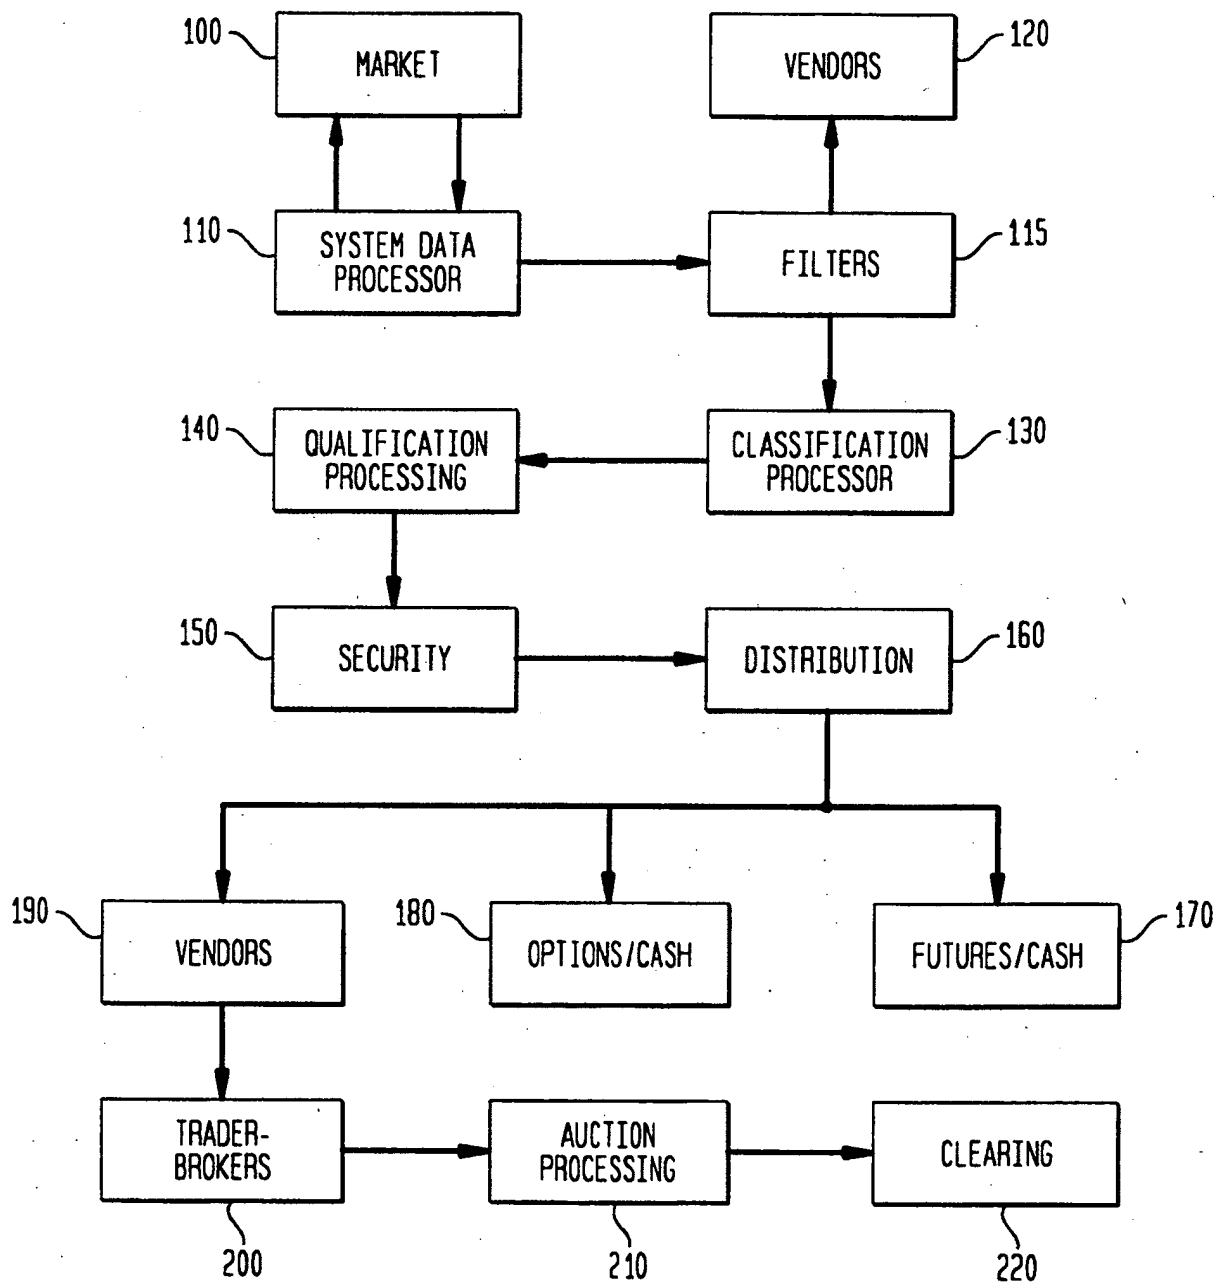 100
MARKET
VENDORS
120
110
SYSTEM DATA
PROCESSOR
FILTERS
115
140
QUALIFICATION
PROCESSING
CLASSIFICATION
PROCESSOR
130
150
SECURITY
DISTRIBUTION
160
190
VENDORS
180
OPTIONS/CASH
FUTURES/CASH
170
TRADER-
BROKERS
AUCTION
PROCESSING
CLEARING
200
210
220